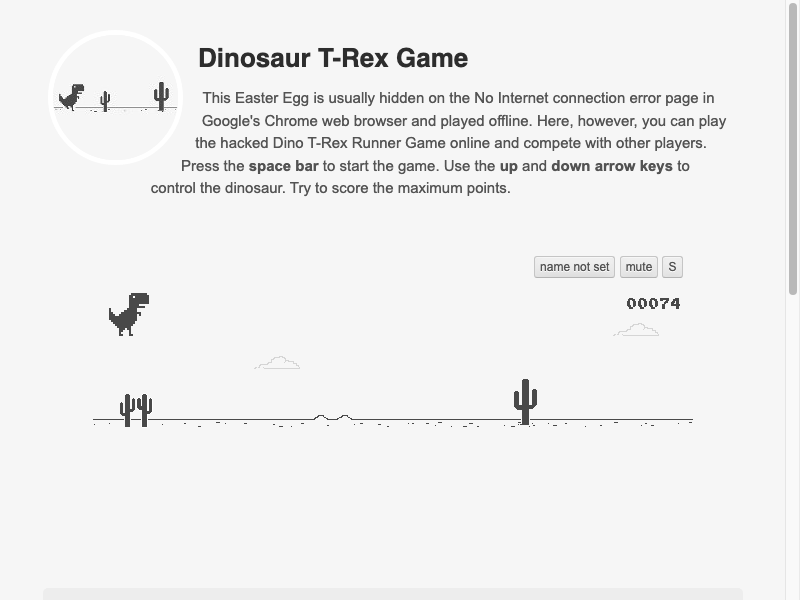 Dinosaur T-Rex Game
This Easter Egg is usually hidden on the No Internet connection error page in
Google's Chrome web browser and played offline. Here, however, you can play
the hacked Dino T-Rex Runner Game online and compete with other players.
Press the space bar to start the game. Use the up and down arrow keys to
control the dinosaur. Try to score the maximum points.
name not set mute S
00074